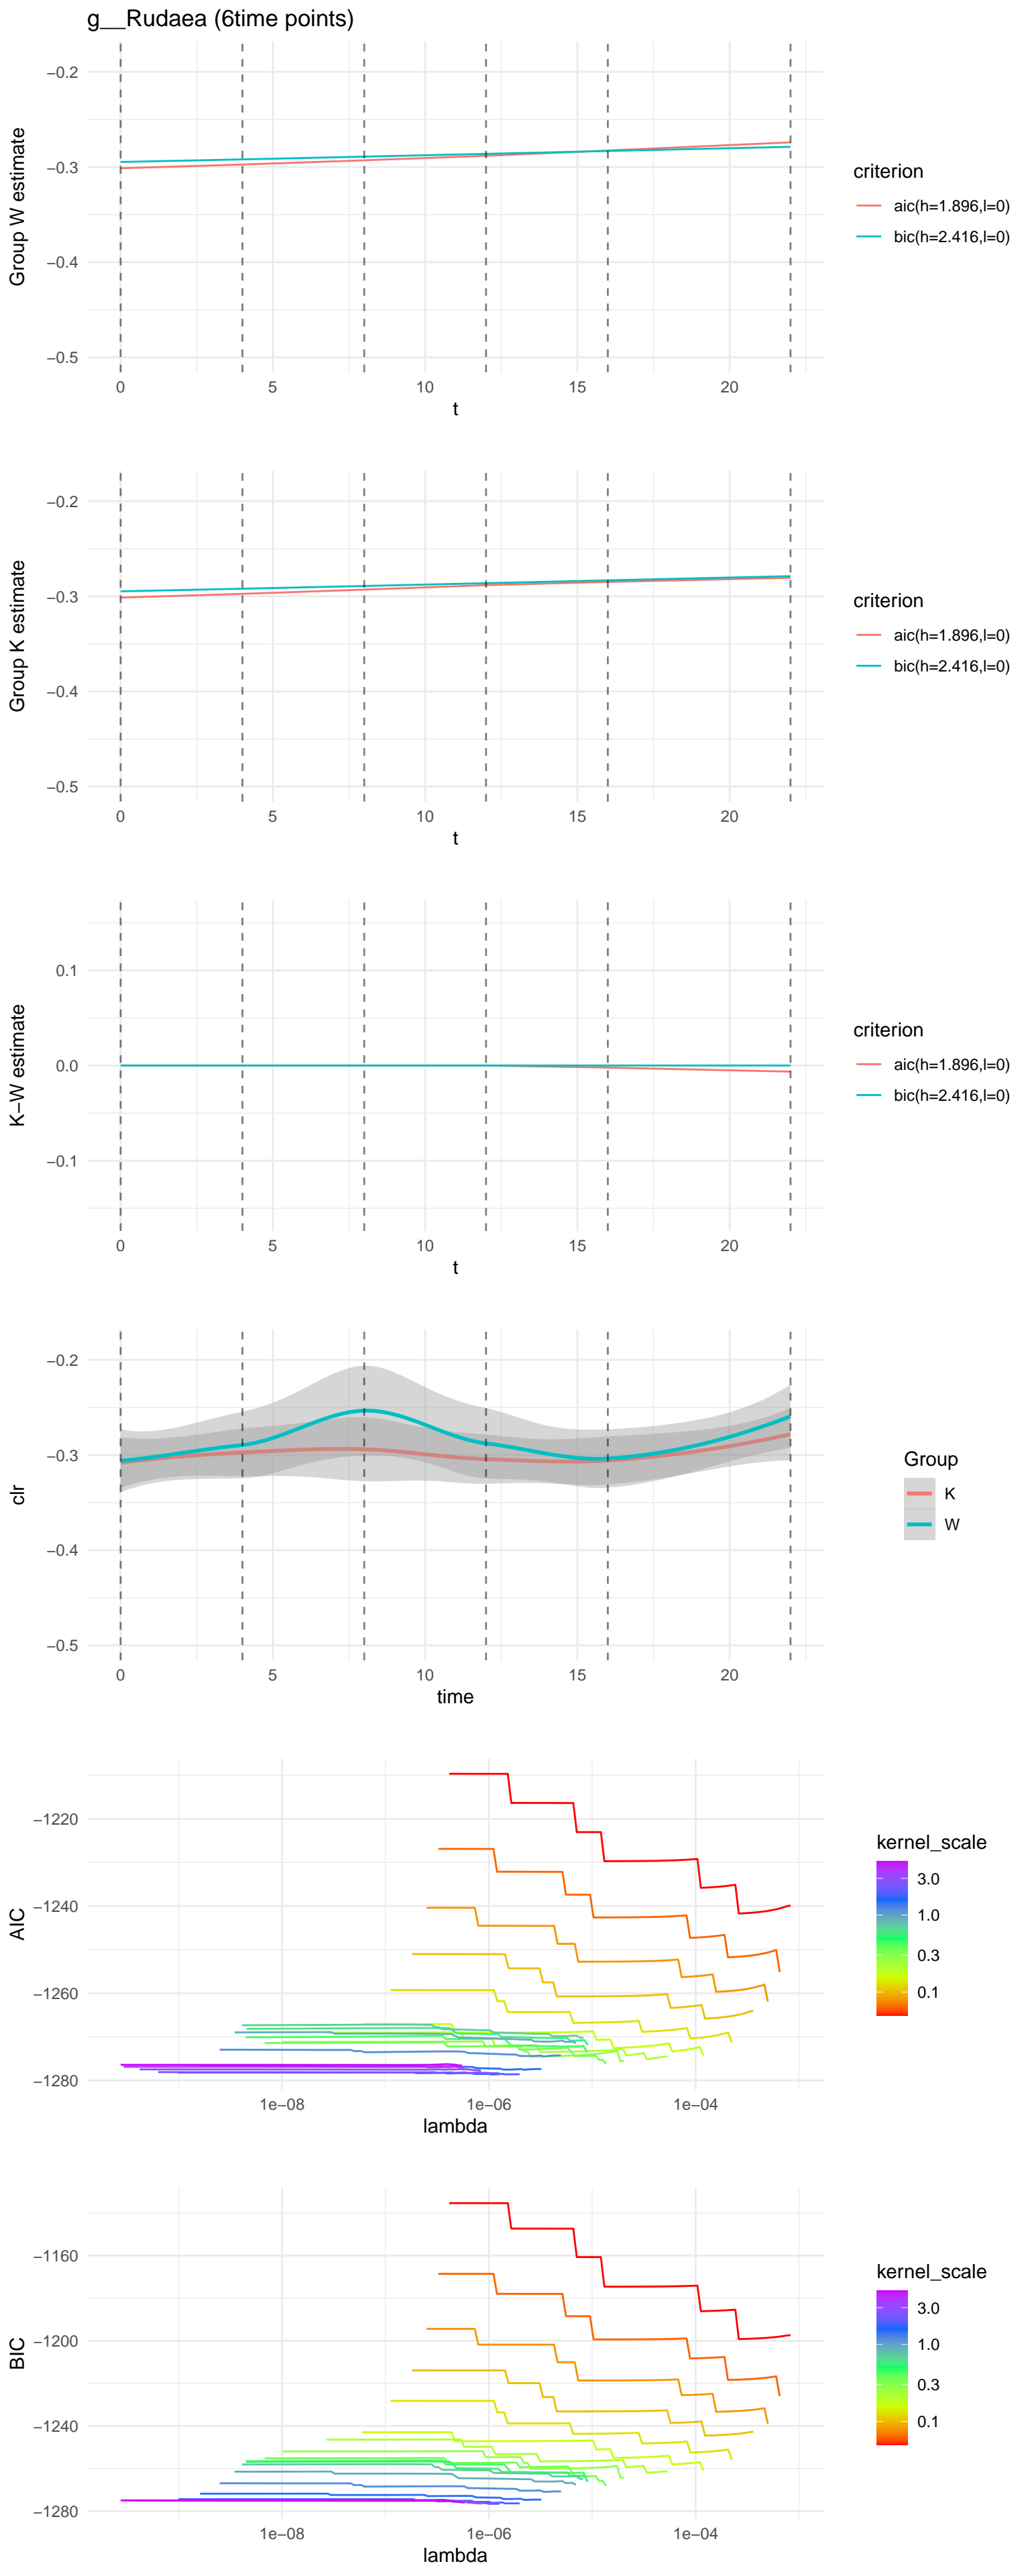 g__Rudaea (6time points)
−0.2
−0.3
−0.4
−0.5
Group W estimate
0 5 10 15 20
t
criterion
aic(h=1.896,l=0)
bic(h=2.416,l=0)
−0.2
−0.3
−0.4
−0.5
Group K estimate
0 5 10 15 20
t
criterion
aic(h=1.896,l=0)
bic(h=2.416,l=0)
0.1
0.0
−0.1
K−W estimate
0 5 10 15 20
t
criterion
aic(h=1.896,l=0)
bic(h=2.416,l=0)
−0.2
−0.3
−0.4
−0.5
clr
0 5 10 15 20
time
Group
K
W
−1220
−1240
−1260
−1280
AIC
1e−08 1e−06 1e−04
lambda
kernel_scale
3.0
1.0
0.3
0.1
−1160
−1200
−1240
−1280
BIC
1e−08 1e−06 1e−04
lambda
kernel_scale
3.0
1.0
0.3
0.1